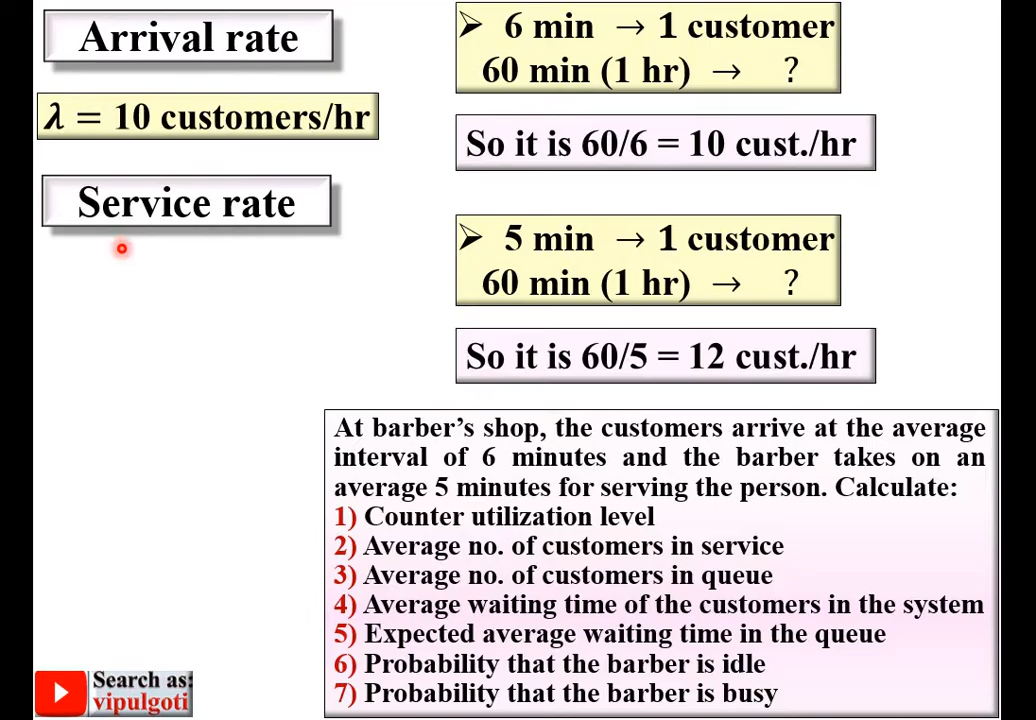 Arrival rate
λ = 10 customers/hr
➢ 6 min → 1 customer
60 min (1 hr) → ?
So it is 60/6 = 10 cust./hr
Service rate
➢ 5 min → 1 customer
60 min (1 hr) → ?
So it is 60/5 = 12 cust./hr
At barber's shop, the customers arrive at the average
interval of 6 minutes and the barber takes on an
average 5 minutes for serving the person. Calculate:
1) Counter utilization level
2) Average no. of customers in service
3) Average no. of customers in queue
4) Average waiting time of the customers in the system
5) Expected average waiting time in the queue
6) Probability that the barber is idle
7) Probability that the barber is busy
Search as:
vipulgoti